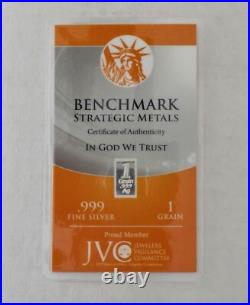 BENCHMARK
STRATEGIC METALS
Certificate of Authenticity
IN GOD WE TRUST
1
Grain
.999
Ag
.999
FINE SILVER
1
GRAIN
Proud Member
JVC
JEWELERS
VIGILANCE
COMMITTEE